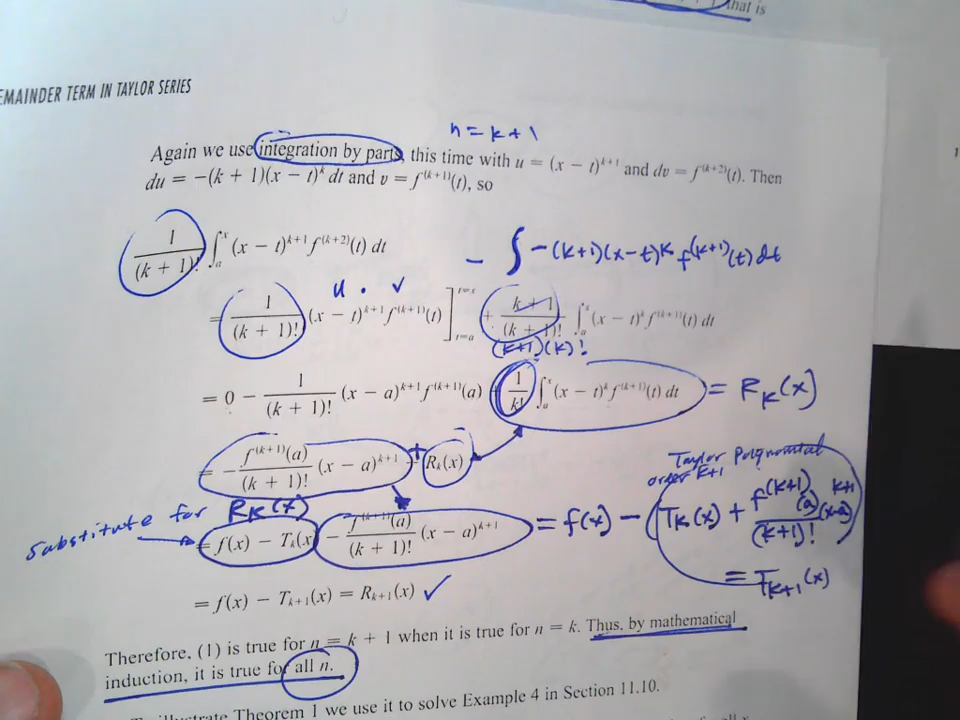 that is
EMAINDER TERM IN TAYLOR SERIES
n = k + 1
Again we use integration by parts, this time with u = (x − t)^{k+1} and dv = f^{(k+2)}(t). Then
du = −(k + 1)(x − t)^k dt and v = f^{(k+1)}(t), so
1/(k + 1)! ∫_a^x (x − t)^{k+1} f^{(k+2)}(t) dt
− ∫ −(k+1)(x−t)^k f^{(k+1)}(t) dt
u · v
= 1/(k + 1)! (x − t)^{k+1} f^{(k+1)}(t) ]_{t=a}^{t=x} + k + 1/(k + 1)! ∫_a^x (x − t)^k f^{(k+1)}(t) dt
(k+1)(k)!
= 0 − 1/(k + 1)! (x − a)^{k+1} f^{(k+1)}(a) + 1/k! ∫_a^x (x − t)^k f^{(k+1)}(t) dt = R_k(x)
= − f^{(k+1)}(a)/(k + 1)! (x − a)^{k+1} + R_k(x)
Taylor Polynomial
order k+1
Substitute for R_k(x)
= f(x) − T_k(x) − f^{(k+1)}(a)/(k + 1)! (x − a)^{k+1} = f(x) − (T_k(x) + f^{(k+1)}(a)/(k+1)! (x−a)^{k+1})
= T_{k+1}(x)
= f(x) − T_{k+1}(x) = R_{k+1}(x) ✓
Therefore, (1) is true for n = k + 1 when it is true for n = k. Thus, by mathematical
induction, it is true for all n.
illustrate Theorem 1 we use it to solve Example 4 in Section 11.10.